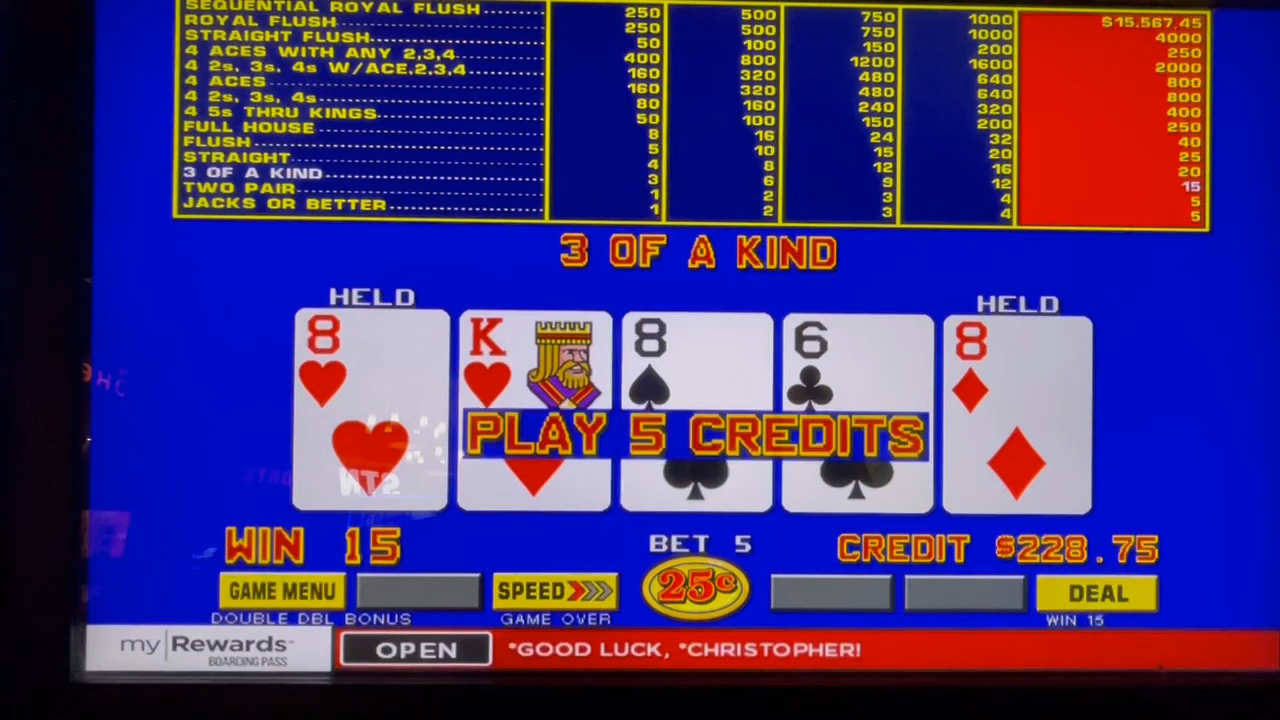 SEQUENTIAL ROYAL FLUSH 250 500 750 1000 $15,567.45
ROYAL FLUSH 250 500 750 1000 4000
STRAIGHT FLUSH 50 100 150 200 250
4 ACES WITH ANY 2,3,4 400 800 1200 1600 2000
4 2s, 3s, 4s W/ACE,2,3,4 160 320 480 640 800
4 ACES 160 320 480 640 800
4 2s, 3s, 4s 80 160 240 320 400
4 5s THRU KINGS 50 100 150 200 250
FULL HOUSE 8 16 24 32 40
FLUSH 5 10 15 20 25
STRAIGHT 4 8 12 16 20
3 OF A KIND 3 6 9 12 15
TWO PAIR 1 2 3 4 5
JACKS OR BETTER 1 2 3 4 5
3 OF A KIND
HELD HELD
8 K 8 6 8
PLAY 5 CREDITS
WIN 15 BET 5 CREDIT $228.75
GAME MENU SPEED 25¢ DEAL
DOUBLE DBL BONUS GAME OVER WIN 15
my|Rewards OPEN *GOOD LUCK, *CHRISTOPHER!
BOARDING PASS